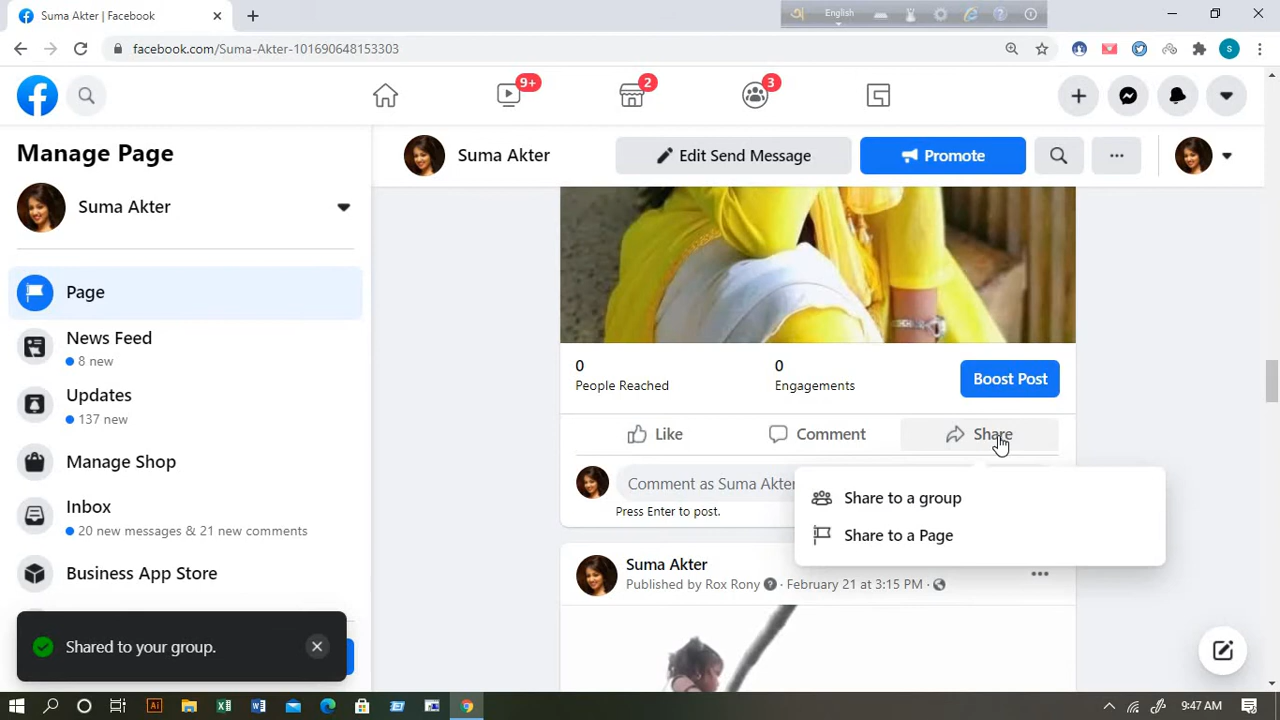 Suma Akter | Facebook
English
facebook.com/Suma-Akter-101690648153303
S
9+
2
3
Manage Page
Suma Akter
Edit Send Message
Promote
Suma Akter
Page
News Feed
8 new
Updates
137 new
Manage Shop
Inbox
20 new messages & 21 new comments
Business App Store
Shared to your group.
0
People Reached
0
Engagements
Boost Post
Like
Comment
Share
Comment as Suma Akter
Press Enter to post.
Share to a group
Share to a Page
Suma Akter
Published by Rox Rony · February 21 at 3:15 PM ·
9:47 AM